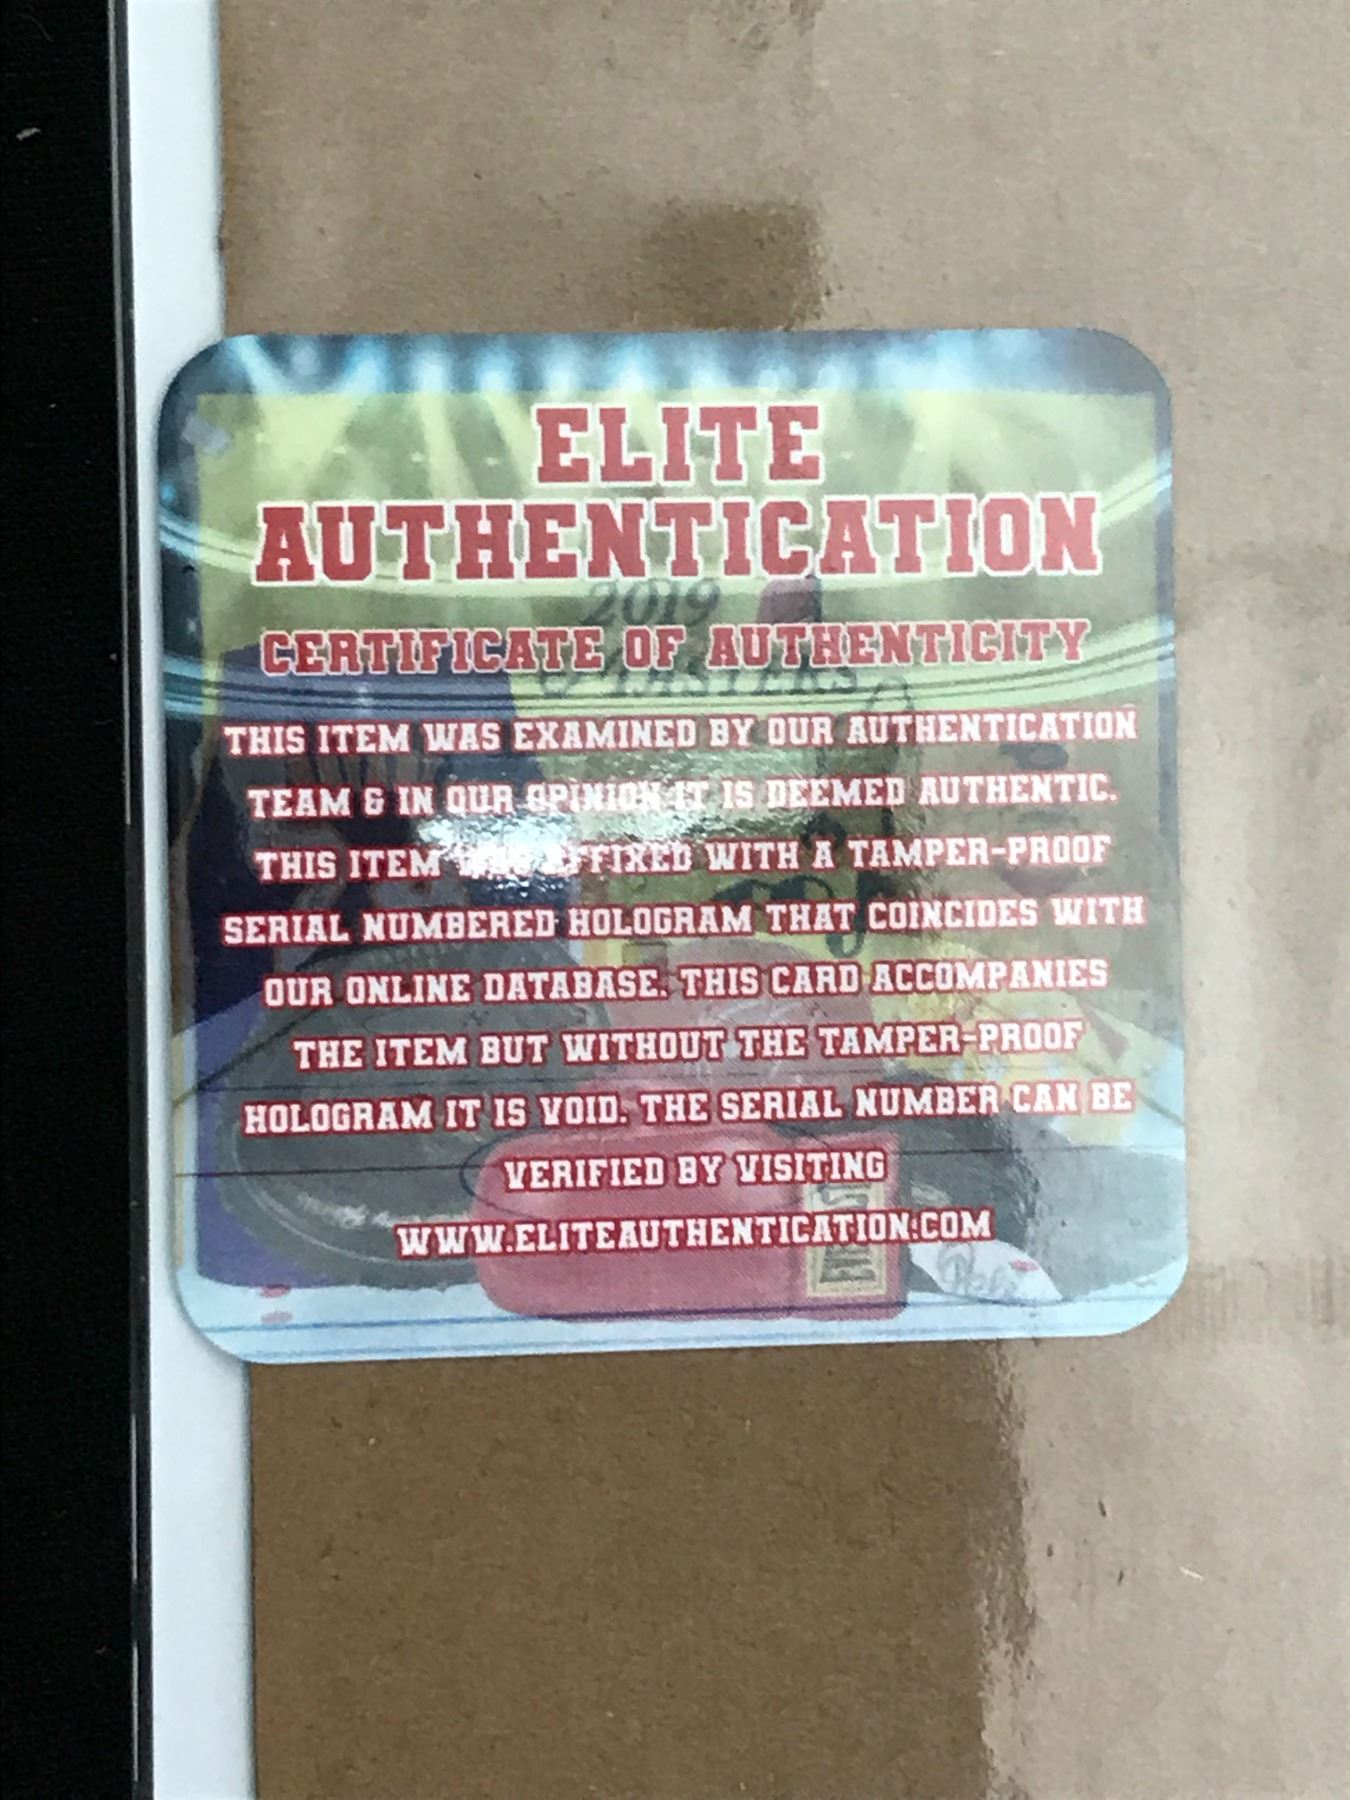 ELITE
AUTHENTICATION
2019
CERTIFICATE OF AUTHENTICITY
MASTERS
THIS ITEM WAS EXAMINED BY OUR AUTHENTICATION
TEAM & IN OUR OPINION IT IS DEEMED AUTHENTIC.
THIS ITEM WAS AFFIXED WITH A TAMPER-PROOF
SERIAL NUMBERED HOLOGRAM THAT COINCIDES WITH
OUR ONLINE DATABASE. THIS CARD ACCOMPANIES
THE ITEM BUT WITHOUT THE TAMPER-PROOF
HOLOGRAM IT IS VOID. THE SERIAL NUMBER CAN BE
VERIFIED BY VISITING
WWW.ELITEAUTHENTICATION.COM